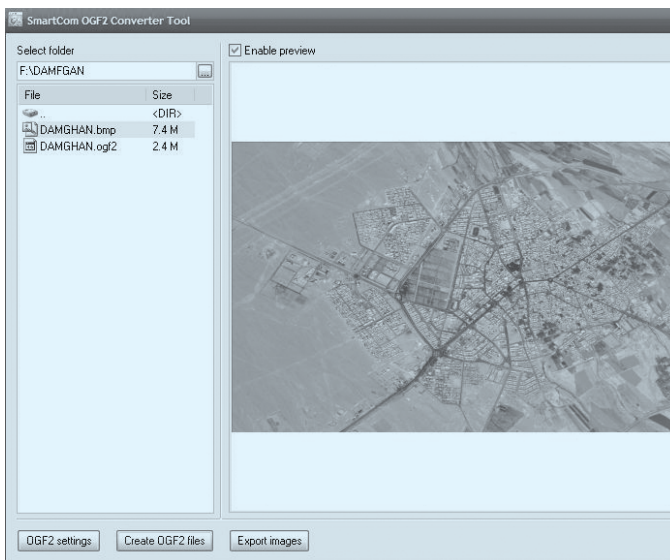 SmartCom OGF2 Converter Tool
Select folder
F:\DAMFGAN
...
File Size
.. <DIR>
DAMGHAN.bmp 7.4 M
DAMGHAN.ogf2 2.4 M
Enable preview
OGF2 settings Create OGF2 files Export images